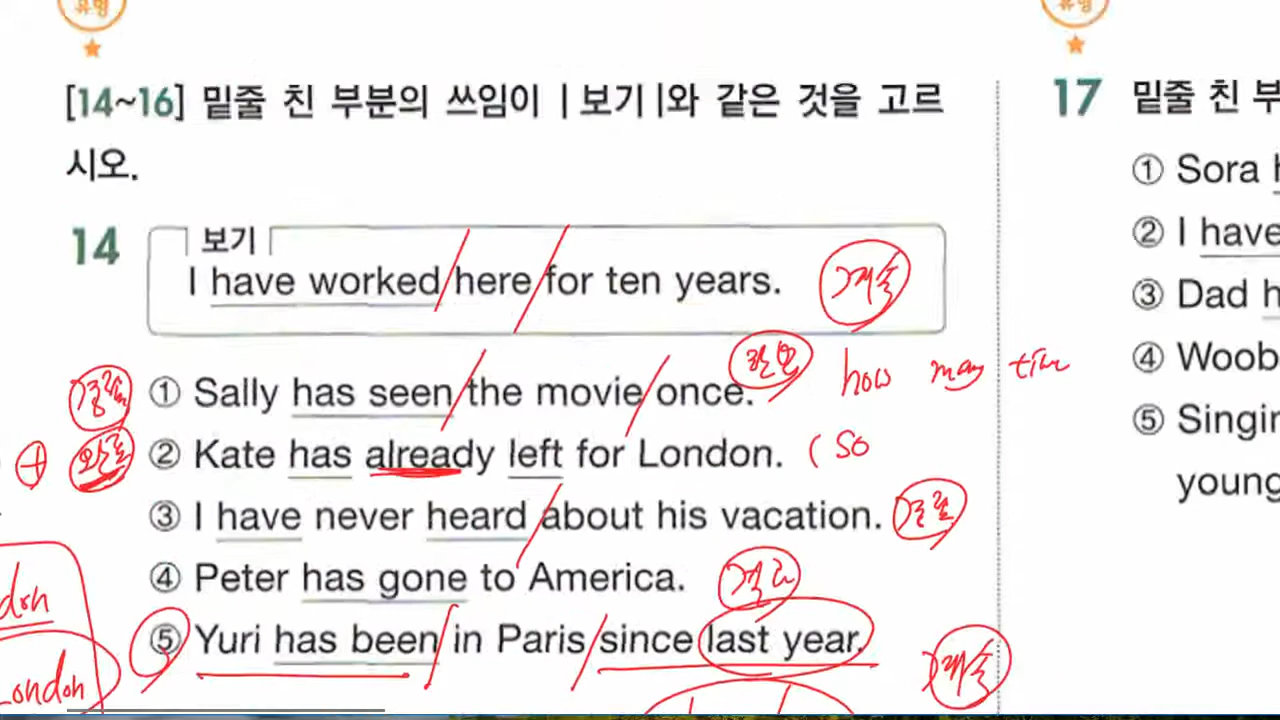 유형
유형
[14~16] 밑줄 친 부분의 쓰임이 |보기|와 같은 것을 고르
시오.
14
보기
I have worked here for ten years.
계속
① Sally has seen the movie once.
경험
how many time
② Kate has already left for London.
완료
( so
③ I have never heard about his vacation.
④ Peter has gone to America.
결과
⑤ Yuri has been in Paris since last year.
계속
don
London
17 밑줄 친 부
① Sora h
② I have
③ Dad h
④ Woob
⑤ Singin
young